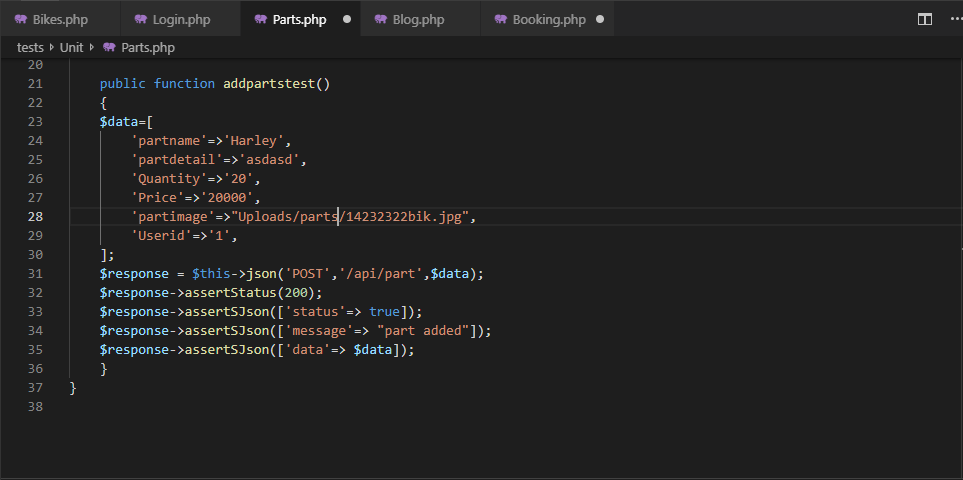 Bikes.php Login.php Parts.php Blog.php Booking.php
tests Unit Parts.php
20
21 public function addpartstest()
22 {
23 $data=[
24 'partname'=>'Harley',
25 'partdetail'=>'asdasd',
26 'Quantity'=>'20',
27 'Price'=>'20000',
28 'partimage'=>"Uploads/parts/14232322bik.jpg",
29 'Userid'=>'1',
30 ];
31 $response = $this->json('POST','/api/part',$data);
32 $response->assertStatus(200);
33 $response->assertSJson(['status'=> true]);
34 $response->assertSJson(['message'=> "part added"]);
35 $response->assertSJson(['data'=> $data]);
36 }
37 }
38